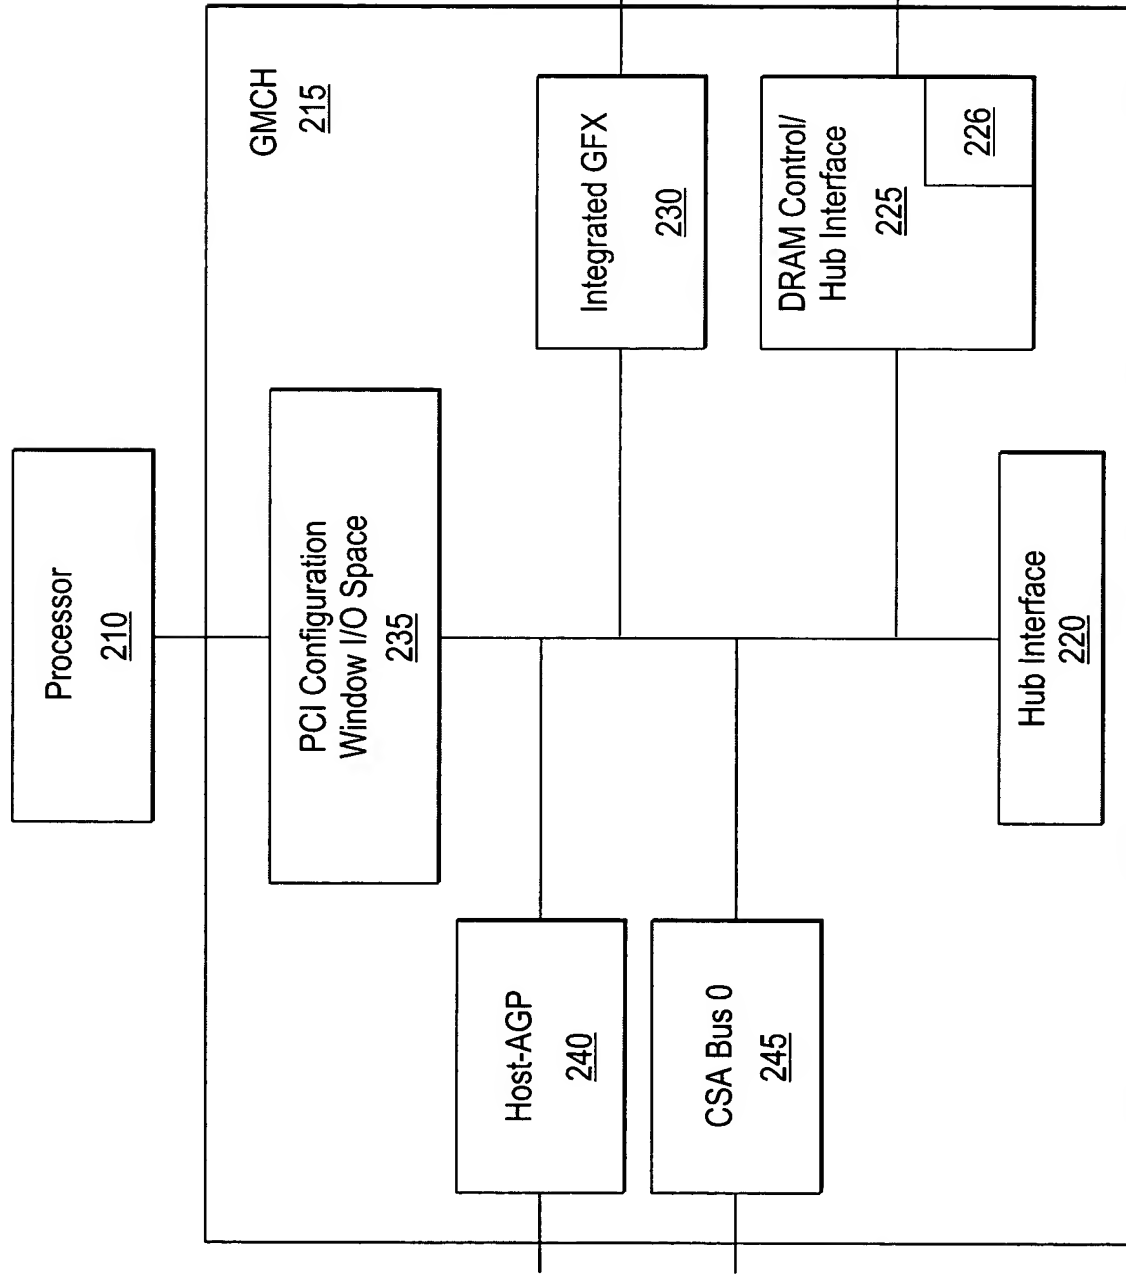 Processor
210
GMCH
215
PCI Configuration
Window I/O Space
235
Host-AGP
240
Integrated GFX
230
CSA Bus 0
245
DRAM Control/
Hub Interface
225
226
Hub Interface
220